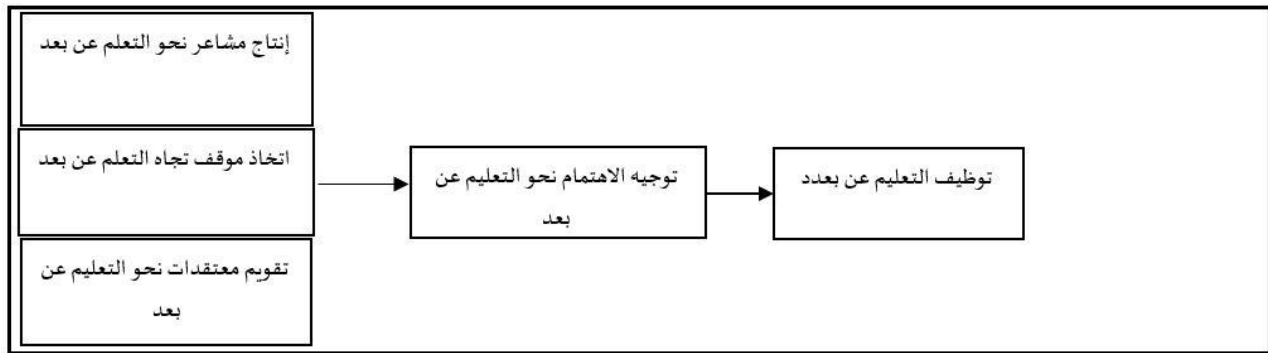 إنتاج مشاعر نحو التعلم عن بعد
اتخاذ موقف تجاه التعلم عن بعد
تقويم معتقدات نحو التعليم عن
بعد
توجيه الاهتمام نحو التعليم عن
بعد
توظيف التعليم عن بعدد